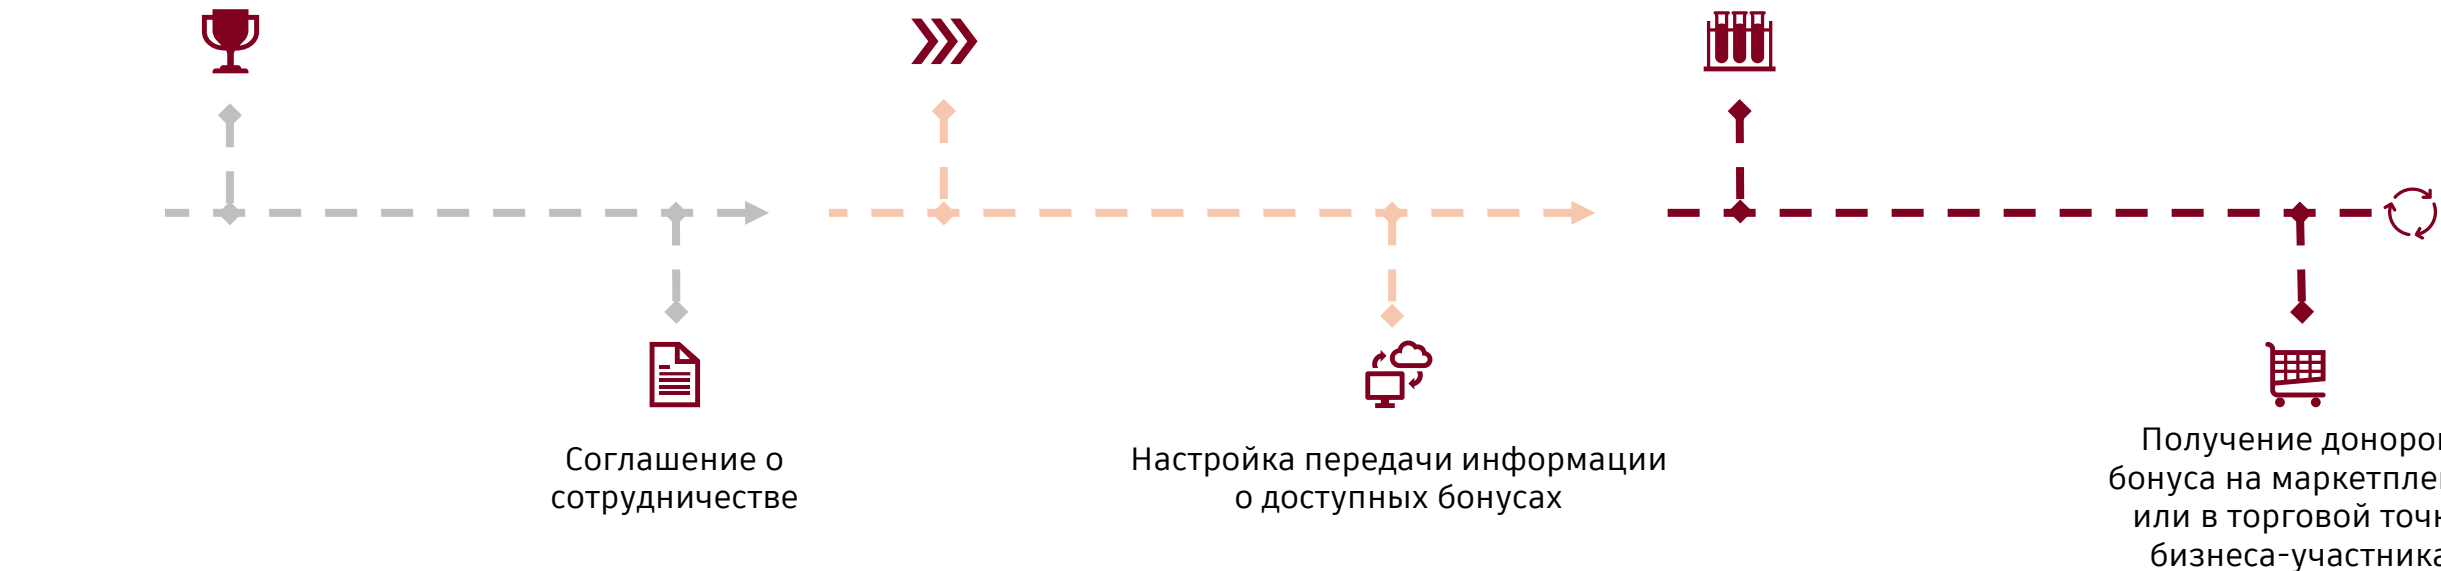 Соглашение о
сотрудничестве
Настройка передачи информации
о доступных бонусах
Получение
бонуса на
или в торговой
бизнеса-участника